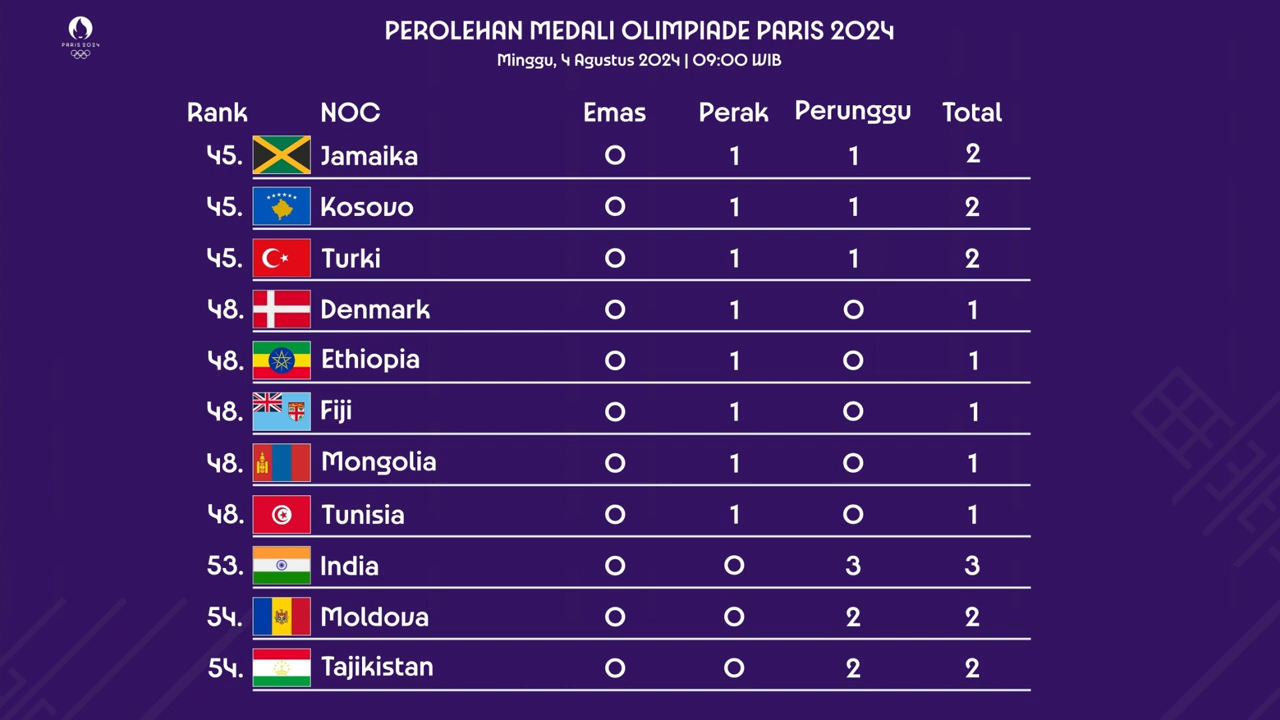 PARIS 2024
PEROLEHAN MEDALI OLIMPIADE PARIS 2024
Minggu, 4 Agustus 2024 | 09:00 WIB
Rank NOC Emas Perak Perunggu Total
45. Jamaika 0 1 1 2
45. Kosovo 0 1 1 2
45. Turki 0 1 1 2
48. Denmark 0 1 0 1
48. Ethiopia 0 1 0 1
48. Fiji 0 1 0 1
48. Mongolia 0 1 0 1
48. Tunisia 0 1 0 1
53. India 0 0 3 3
54. Moldova 0 0 2 2
54. Tajikistan 0 0 2 2